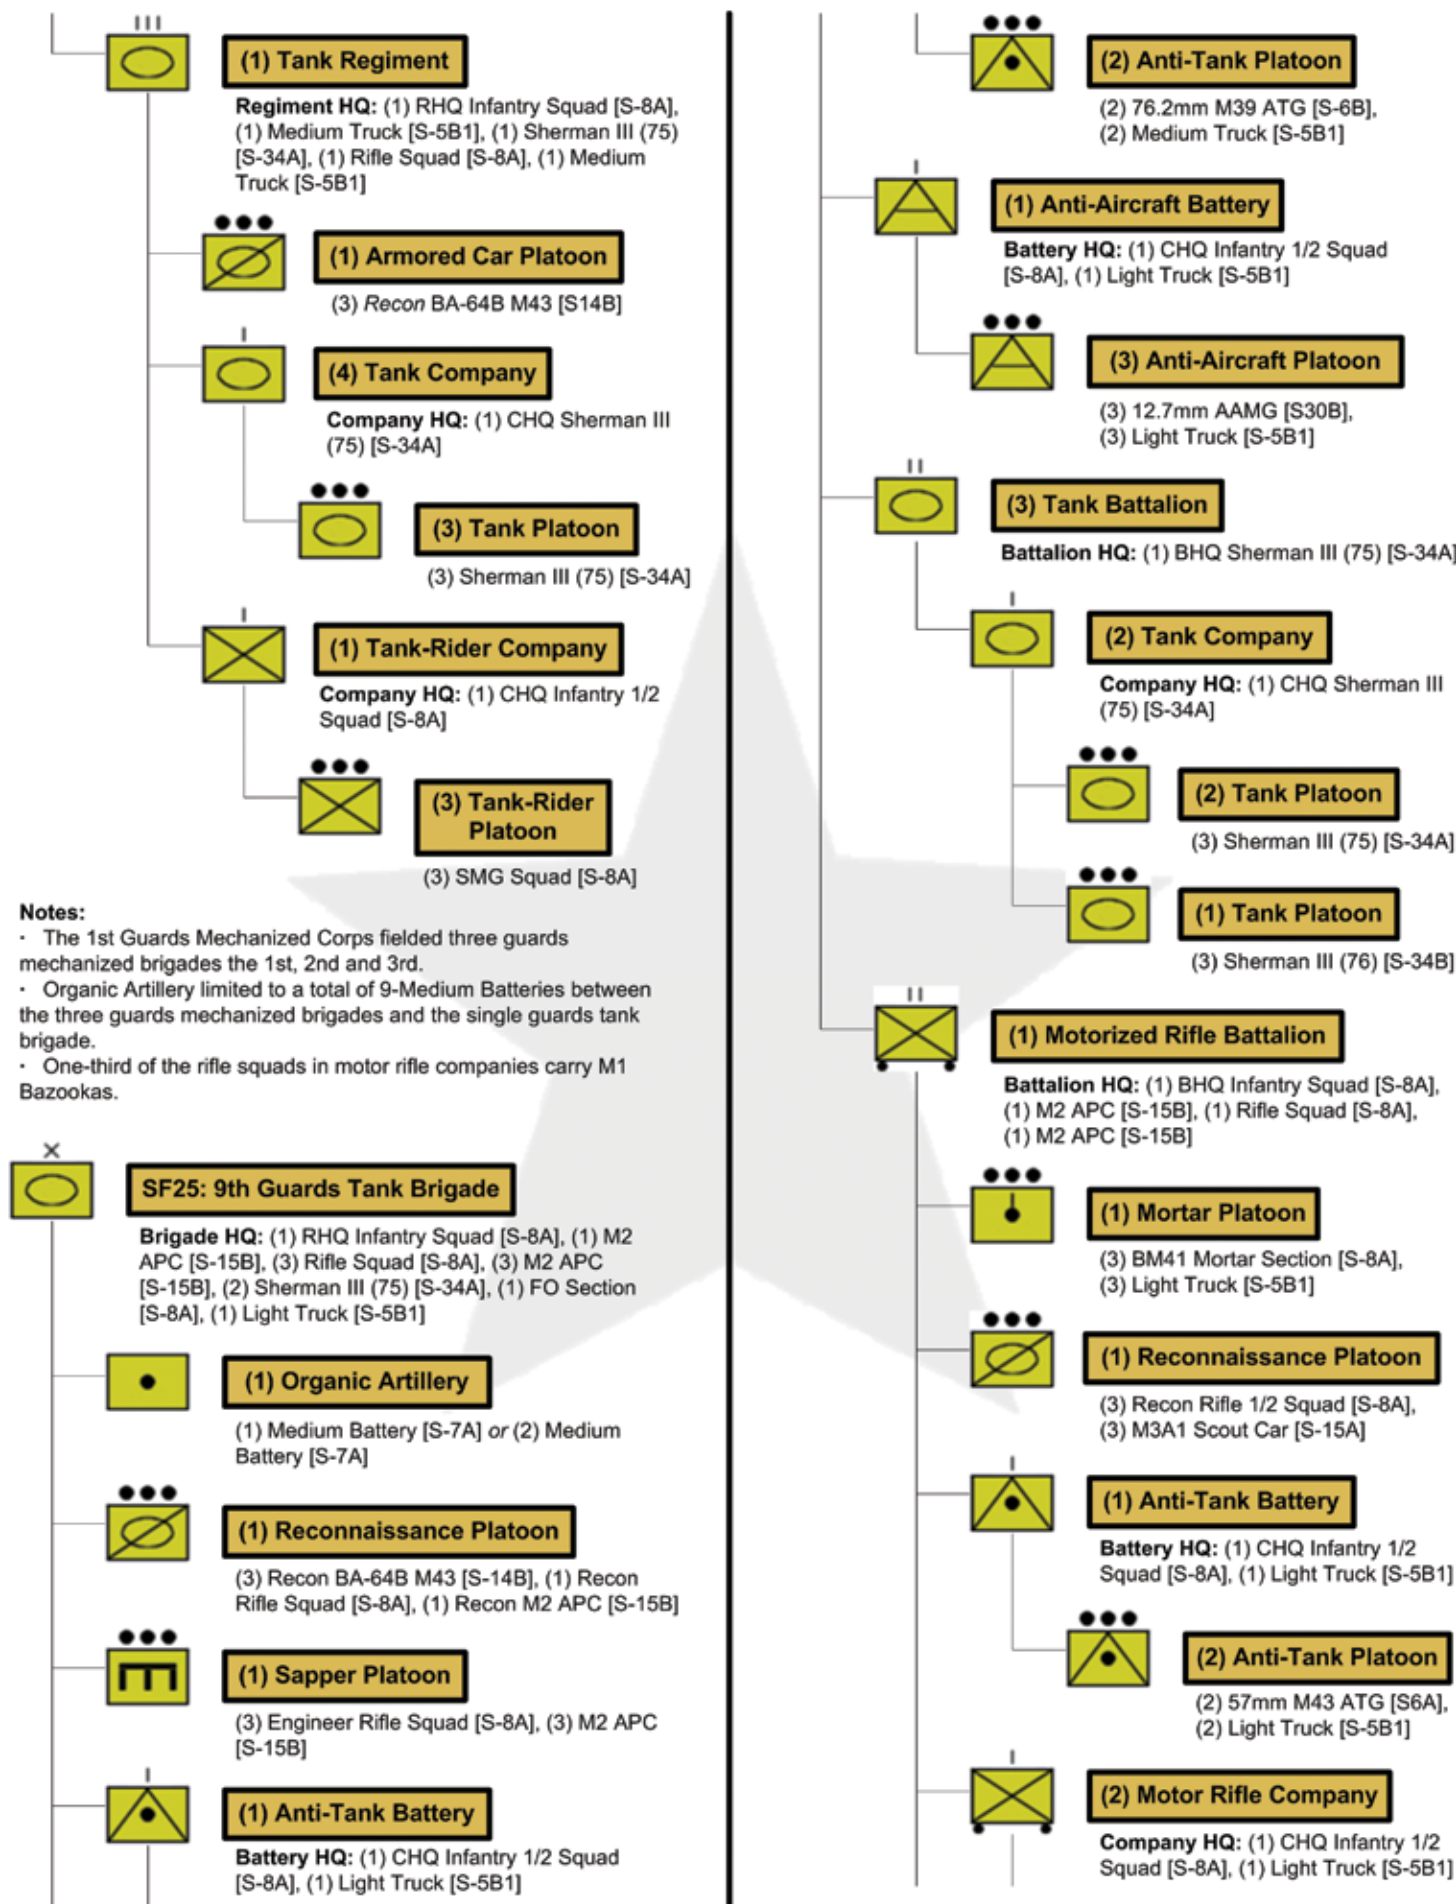 (1) Tank Regiment
Regiment HQ: (1) RHQ Infantry Squad [S-8A],
(1) Medium Truck [S-5B1], (1) Sherman III (75)
[S-34A], (1) Rifle Squad [S-8A], (1) Medium
Truck [S-5B1]
(1) Armored Car Platoon
(3) Recon BA-64B M43 [S14B]
(4) Tank Company
Company HQ: (1) CHQ Sherman III
(75) [S-34A]
(3) Tank Platoon
(3) Sherman III (75) [S-34A]
(1) Tank-Rider Company
Company HQ: (1) CHQ Infantry 1/2
Squad [S-8A]
(3) Tank-Rider
Platoon
(3) SMG Squad [S-8A]
Notes:
· The 1st Guards Mechanized Corps fielded three guards
mechanized brigades the 1st, 2nd and 3rd.
· Organic Artillery limited to a total of 9-Medium Batteries between
the three guards mechanized brigades and the single guards tank
brigade.
· One-third of the rifle squads in motor rifle companies carry M1
Bazookas.
SF25: 9th Guards Tank Brigade
Brigade HQ: (1) RHQ Infantry Squad [S-8A], (1) M2
APC [S-15B], (3) Rifle Squad [S-8A], (3) M2 APC
[S-15B], (2) Sherman III (75) [S-34A], (1) FO Section
[S-8A], (1) Light Truck [S-5B1]
(1) Organic Artillery
(1) Medium Battery [S-7A] or (2) Medium
Battery [S-7A]
(1) Reconnaissance Platoon
(3) Recon BA-64B M43 [S-14B], (1) Recon
Rifle Squad [S-8A], (1) Recon M2 APC [S-15B]
(1) Sapper Platoon
(3) Engineer Rifle Squad [S-8A], (3) M2 APC
[S-15B]
(1) Anti-Tank Battery
Battery HQ: (1) CHQ Infantry 1/2 Squad
[S-8A], (1) Light Truck [S-5B1]
(2) Anti-Tank Platoon
(2) 76.2mm M39 ATG [S-6B],
(2) Medium Truck [S-5B1]
(1) Anti-Aircraft Battery
Battery HQ: (1) CHQ Infantry 1/2 Squad
[S-8A], (1) Light Truck [S-5B1]
(3) Anti-Aircraft Platoon
(3) 12.7mm AAMG [S30B],
(3) Light Truck [S-5B1]
(3) Tank Battalion
Battalion HQ: (1) BHQ Sherman III (75) [S-34A]
(2) Tank Company
Company HQ: (1) CHQ Sherman III
(75) [S-34A]
(2) Tank Platoon
(3) Sherman III (75) [S-34A]
(1) Tank Platoon
(3) Sherman III (76) [S-34B]
(1) Motorized Rifle Battalion
Battalion HQ: (1) BHQ Infantry Squad [S-8A],
(1) M2 APC [S-15B], (1) Rifle Squad [S-8A],
(1) M2 APC [S-15B]
(1) Mortar Platoon
(3) BM41 Mortar Section [S-8A],
(3) Light Truck [S-5B1]
(1) Reconnaissance Platoon
(3) Recon Rifle 1/2 Squad [S-8A],
(3) M3A1 Scout Car [S-15A]
(1) Anti-Tank Battery
Battery HQ: (1) CHQ Infantry 1/2
Squad [S-8A], (1) Light Truck [S-5B1]
(2) Anti-Tank Platoon
(2) 57mm M43 ATG [S6A],
(2) Light Truck [S-5B1]
(2) Motor Rifle Company
Company HQ: (1) CHQ Infantry 1/2
Squad [S-8A], (1) Light Truck [S-5B1]